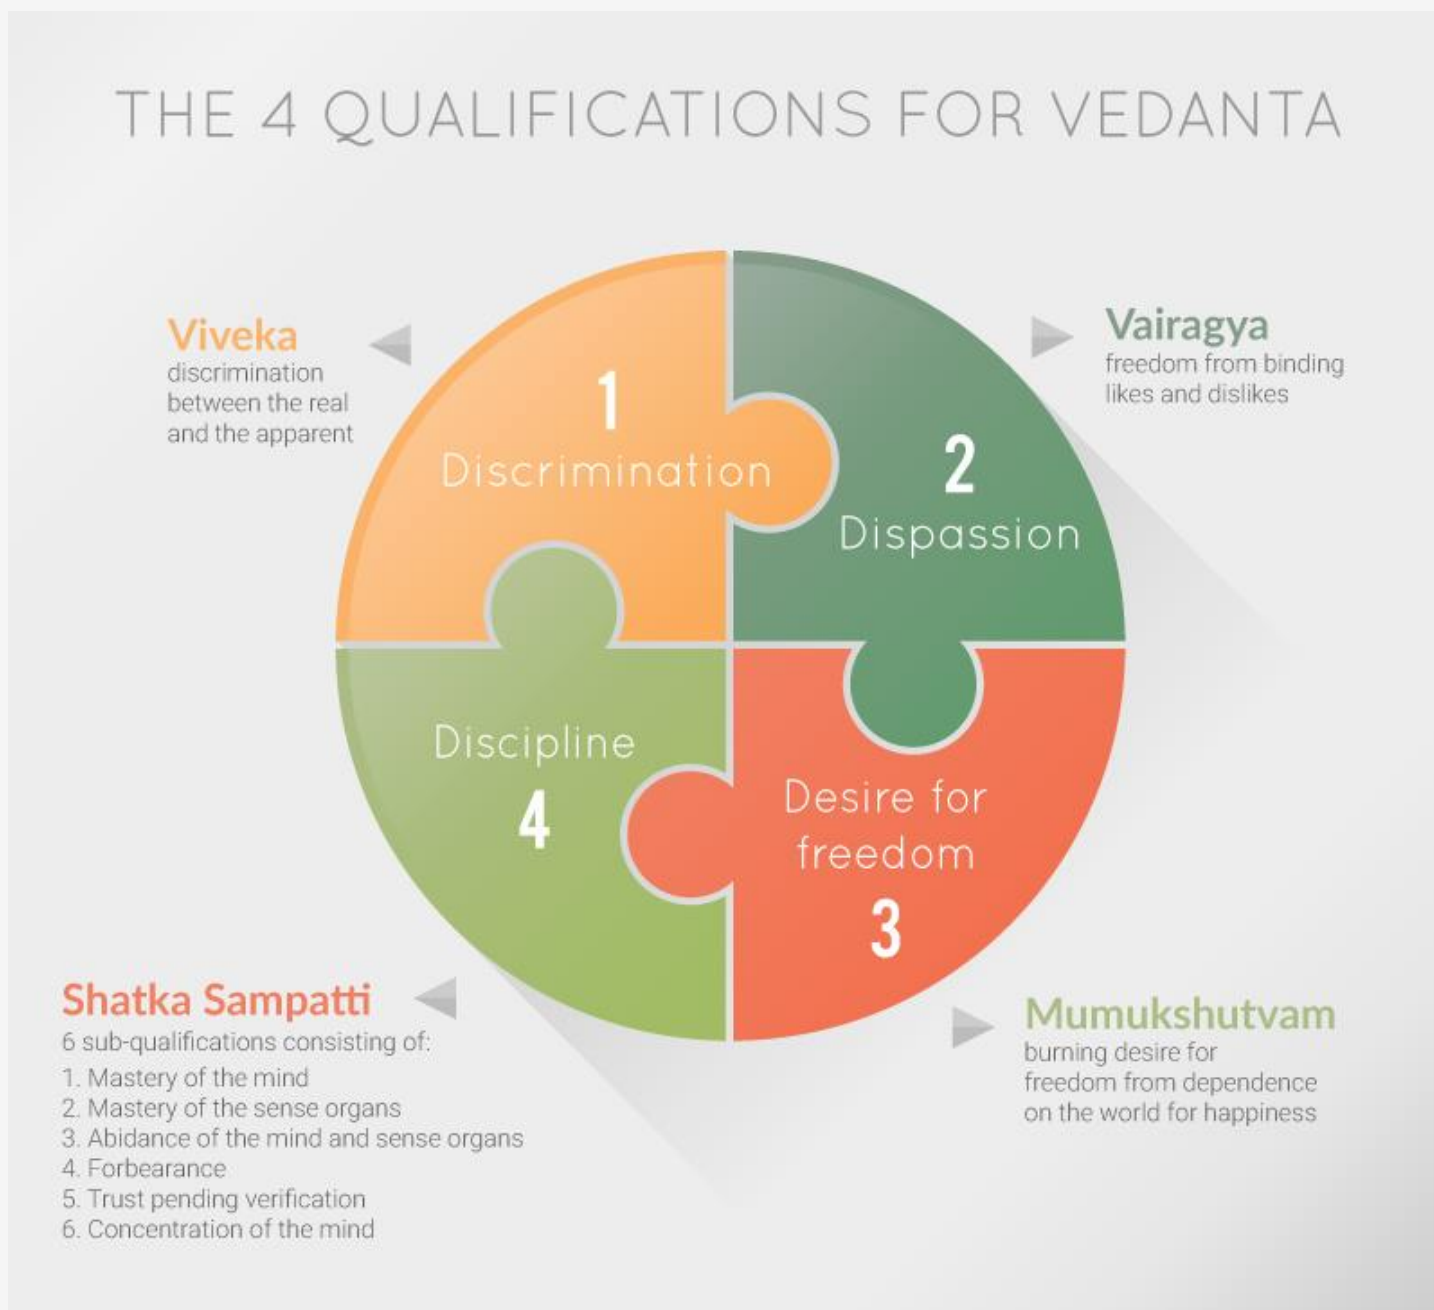 THE 4 QUALIFICATIONS FOR VEDANTA
Viveka
discrimination
between the real
and the apparent
1
Discrimination
2
Dispassion
Vairagya
freedom from binding
likes and dislikes
Discipline
4
Desire for
freedom
3
Shatka Sampatti
6 sub-qualifications consisting of:
1. Mastery of the mind
2. Mastery of the sense organs
3. Abidance of the mind and sense organs
4. Forbearance
5. Trust pending verification
6. Concentration of the mind
Mumukshutvam
burning desire for
freedom from dependence
on the world for happiness